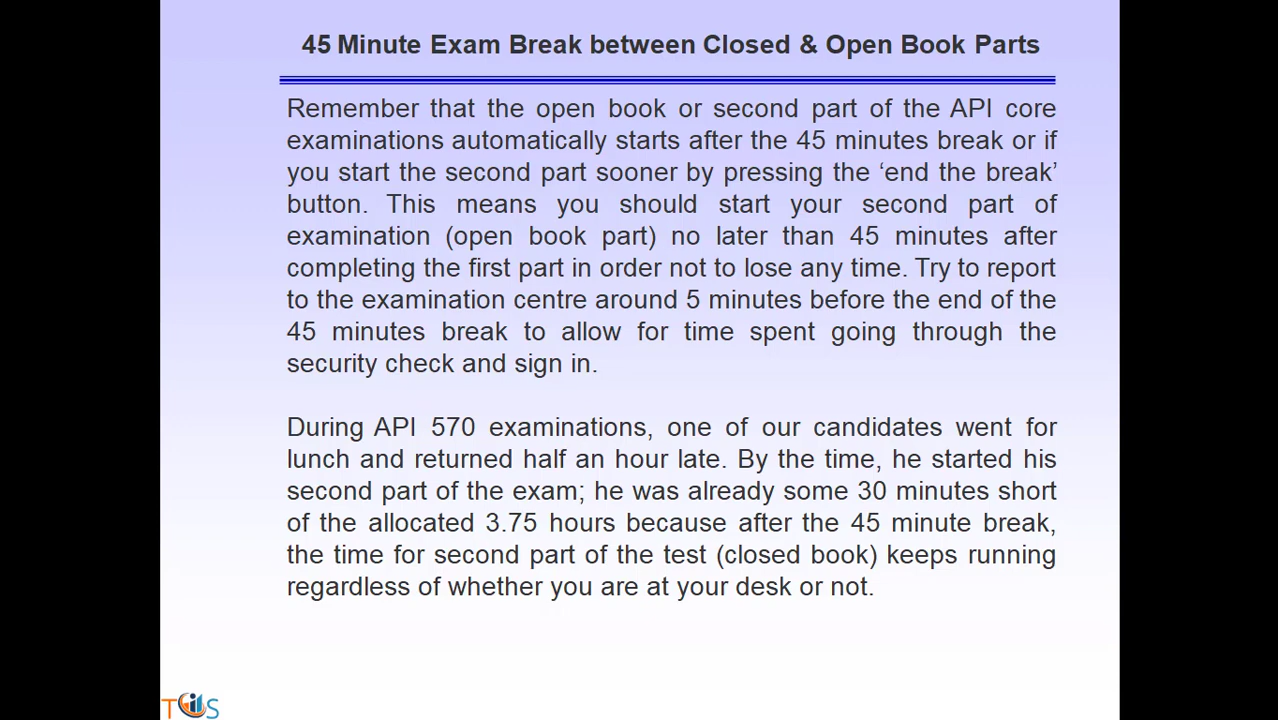 45 Minute Exam Break between Closed & Open Book Parts
Remember that the open book or second part of the API core
examinations automatically starts after the 45 minutes break or if
you start the second part sooner by pressing the ‘end the break’
button. This means you should start your second part of
examination (open book part) no later than 45 minutes after
completing the first part in order not to lose any time. Try to report
to the examination centre around 5 minutes before the end of the
45 minutes break to allow for time spent going through the
security check and sign in.
During API 570 examinations, one of our candidates went for
lunch and returned half an hour late. By the time, he started his
second part of the exam; he was already some 30 minutes short
of the allocated 3.75 hours because after the 45 minute break,
the time for second part of the test (closed book) keeps running
regardless of whether you are at your desk or not.
TiS